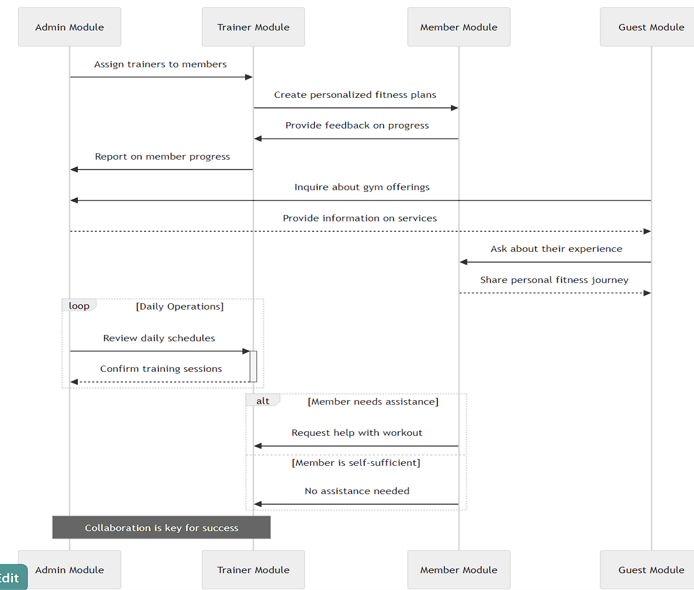 Admin Module
Trainer Module
Member Module
Guest Module
Assign trainers to members
Create personalized fitness plans
Provide feedback on progress
Report on member progress
Inquire about gym offerings
Provide information on services
Ask about their experience
Share personal fitness journey
loop
[Daily Operations]
Review daily schedules
Confirm training sessions
alt
[Member needs assistance]
Request help with workout
[Member is self-sufficient]
No assistance needed
Collaboration is key for success
Edit
Admin Module
Trainer Module
Member Module
Guest Module